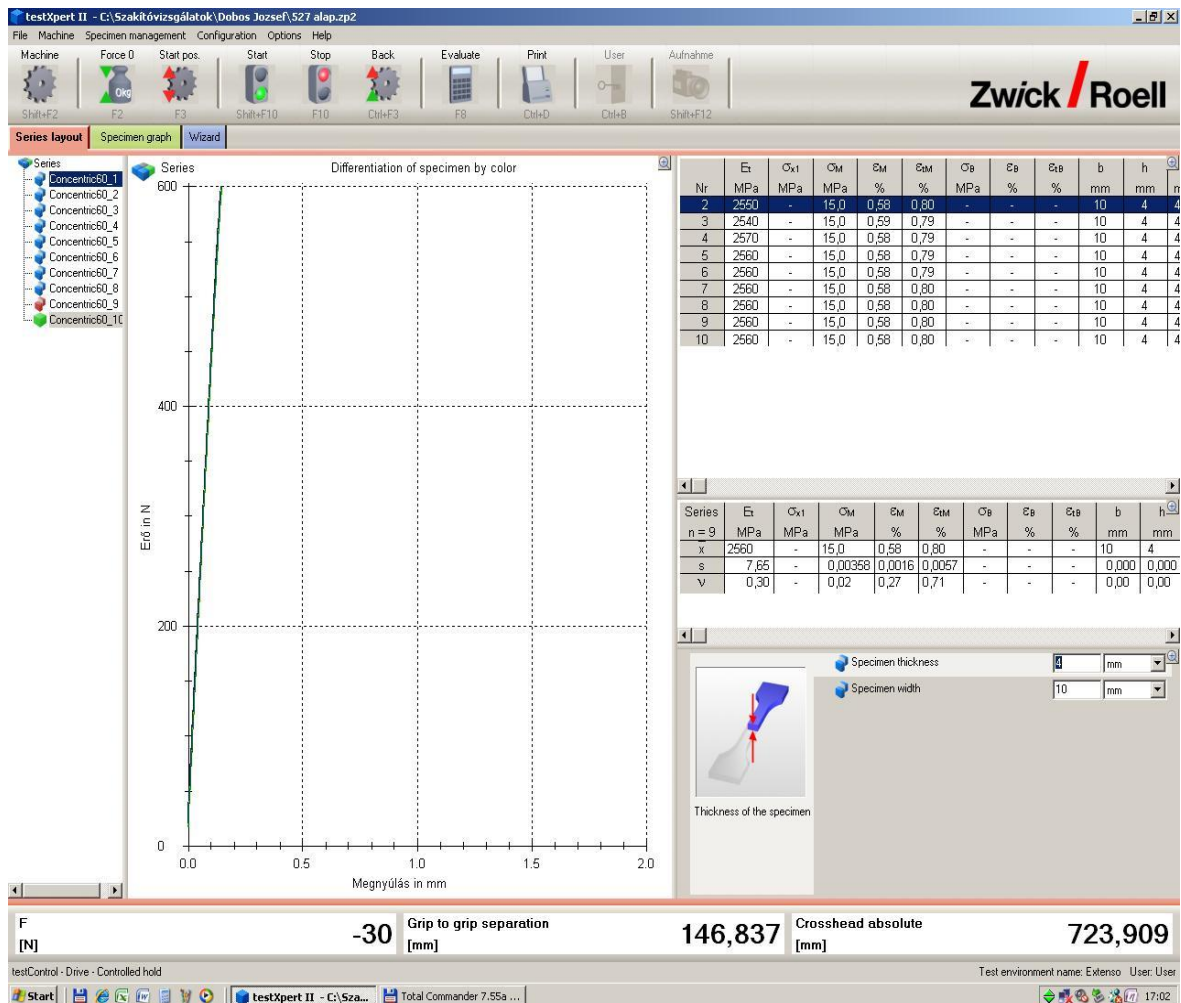 testXpert II - C:\Szakítóvizsgálatok\Dobos Jozsef\527 alap.zp2
File Machine Specimen management Configuration Options Help
Machine Force 0 Start pos. Start Stop Back Evaluate Print User Aufnahme
0kg
Shift+F2 F2 F3 Shift+F10 F10 Ctrl+F3 F8 Ctrl+D Ctrl+B Shift+F12
Zwick / Roell
Series layout Specimen graph Wizard
Series
Concentric60_1
Concentric60_2
Concentric60_3
Concentric60_4
Concentric60_5
Concentric60_6
Concentric60_7
Concentric60_8
Concentric60_9
Concentric60_10
Series Differentiation of specimen by color
600
400
200
0
Erő in N
0.0 0.5 1.0 1.5 2.0
Megnyúlás in mm
Et σx1 σM εM εtM σB εB εtB b h
Nr MPa MPa MPa % % MPa % % mm mm
2 2550 - 15,0 0,58 0,80 - - - 10 4 4
3 2540 - 15,0 0,59 0,79 - - - 10 4 4
4 2570 - 15,0 0,58 0,79 - - - 10 4 4
5 2560 - 15,0 0,58 0,79 - - - 10 4 4
6 2560 - 15,0 0,58 0,79 - - - 10 4 4
7 2560 - 15,0 0,58 0,80 - - - 10 4 4
8 2560 - 15,0 0,58 0,80 - - - 10 4 4
9 2560 - 15,0 0,58 0,80 - - - 10 4 4
10 2560 - 15,0 0,58 0,80 - - - 10 4 4
Series Et σx1 σM εM εtM σB εB εtB b h
n = 9 MPa MPa MPa % % MPa % % mm mm
x̄ 2560 - 15,0 0,58 0,80 - - - 10 4
s 7,65 - 0,00358 0,0016 0,0057 - - - 0,000 0,000
ν 0,30 - 0,02 0,27 0,71 - - - 0,00 0,00
Specimen thickness 4 mm
Specimen width 10 mm
Thickness of the specimen
F [N] -30
Grip to grip separation [mm] 146,837
Crosshead absolute [mm] 723,909
testControl - Drive - Controlled hold Test environment name: Extenso User: User
Start testXpert II - C:\Sza... Total Commander 7.55a ... 17:02